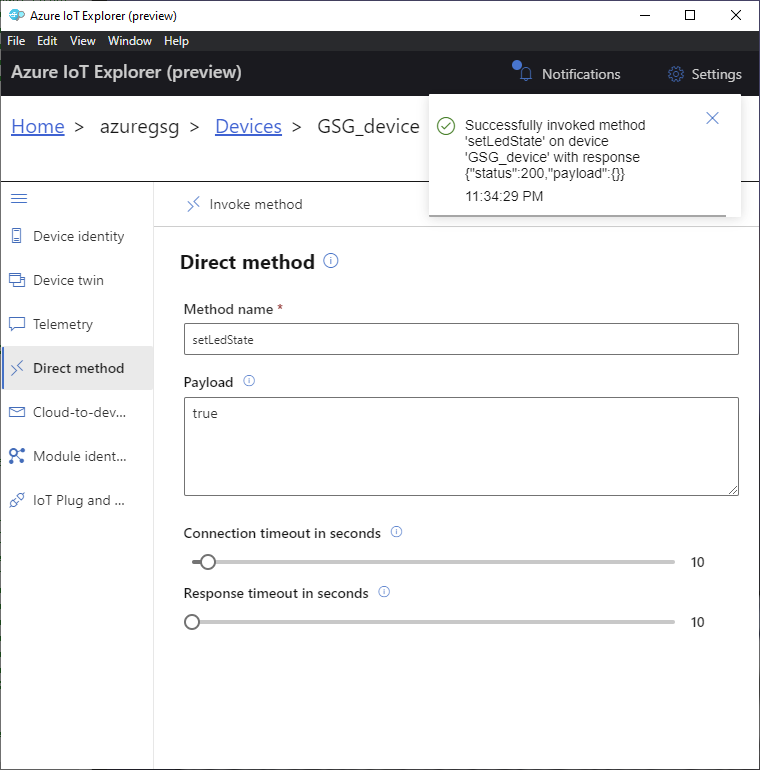 Azure IoT Explorer (preview)
File Edit View Window Help
Azure IoT Explorer (preview)
Notifications
Settings
Home > azuregsg > Devices > GSG_device
Successfully invoked method
'setLedState' on device
'GSG_device' with response
{"status":200,"payload":{}}
11:34:29 PM
Device identity
Device twin
Telemetry
Direct method
Cloud-to-dev...
Module ident...
IoT Plug and ...
Invoke method
Direct method
Method name *
setLedState
Payload
true
Connection timeout in seconds
10
Response timeout in seconds
10